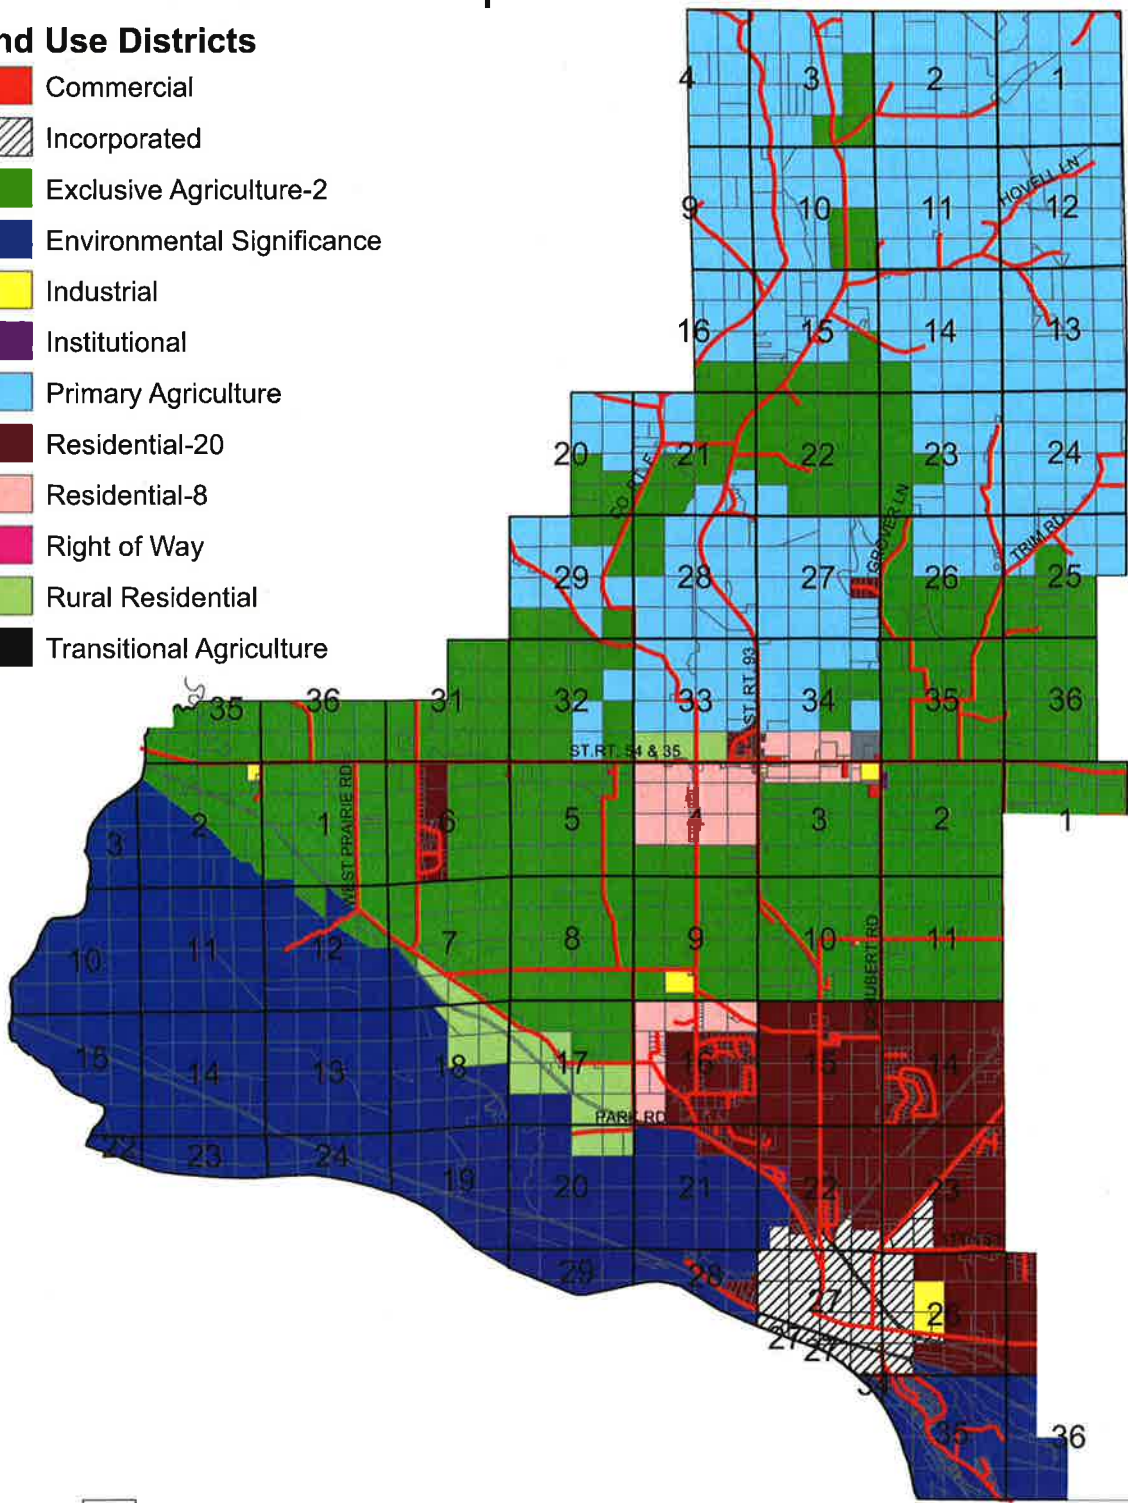 nd Use Districts
Commercial
Incorporated
Exclusive Agriculture-2
Environmental Significance
Industrial
Institutional
Primary Agriculture
Residential-20
Residential-8
Right of Way
Rural Residential
Transitional Agriculture
4 3 2 1
HOVELL LN
9 10 11 12
16 15 14 13
20 21 22 23 24
CO. RT. E
GROVER LN
TRIM RD
29 28 27 26 25
ST. RT. 93
35 36 31 32 33 34 35 36
ST.RT. 54 & 35
WEST PRAIRIE RD
3 2 1 6 5 4 3 2 1
10 11 12 7 8 9 10 11
UBERT RD
15 14 13 18 17 16 15 14
PARK RD
22 23 24 19 20 21 22 23
29 28 27 26
27 27
34
35 36